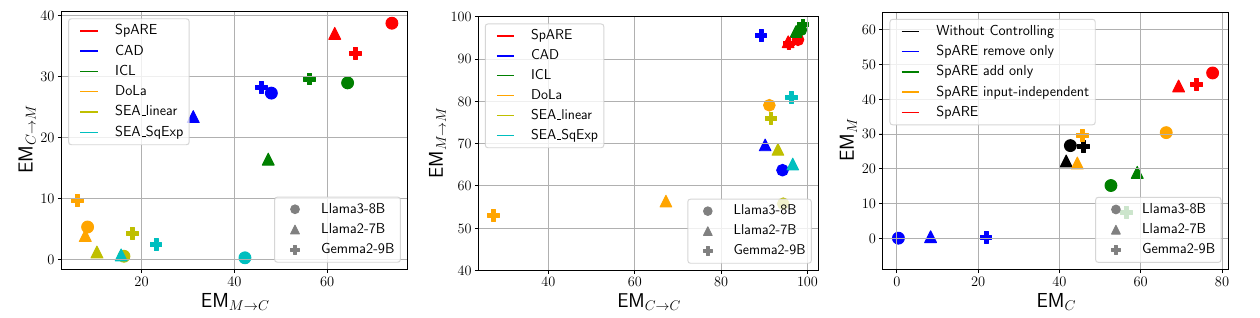 40
30
20
10
0
20
40
60
EM_{C→M}
EM_{M→C}
SpARE
CAD
ICL
DoLa
SEA_linear
SEA_SqExp
Llama3-8B
Llama2-7B
Gemma2-9B
100
90
80
70
60
50
40
40
60
80
100
EM_{M→M}
EM_{C→C}
SpARE
CAD
ICL
DoLa
SEA_linear
SEA_SqExp
Llama3-8B
Llama2-7B
Gemma2-9B
60
50
40
30
20
10
0
0
20
40
60
80
EM_M
EM_C
Without Controlling
SpARE remove only
SpARE add only
SpARE input-independent
SpARE
Llama3-8B
Llama2-7B
Gemma2-9B